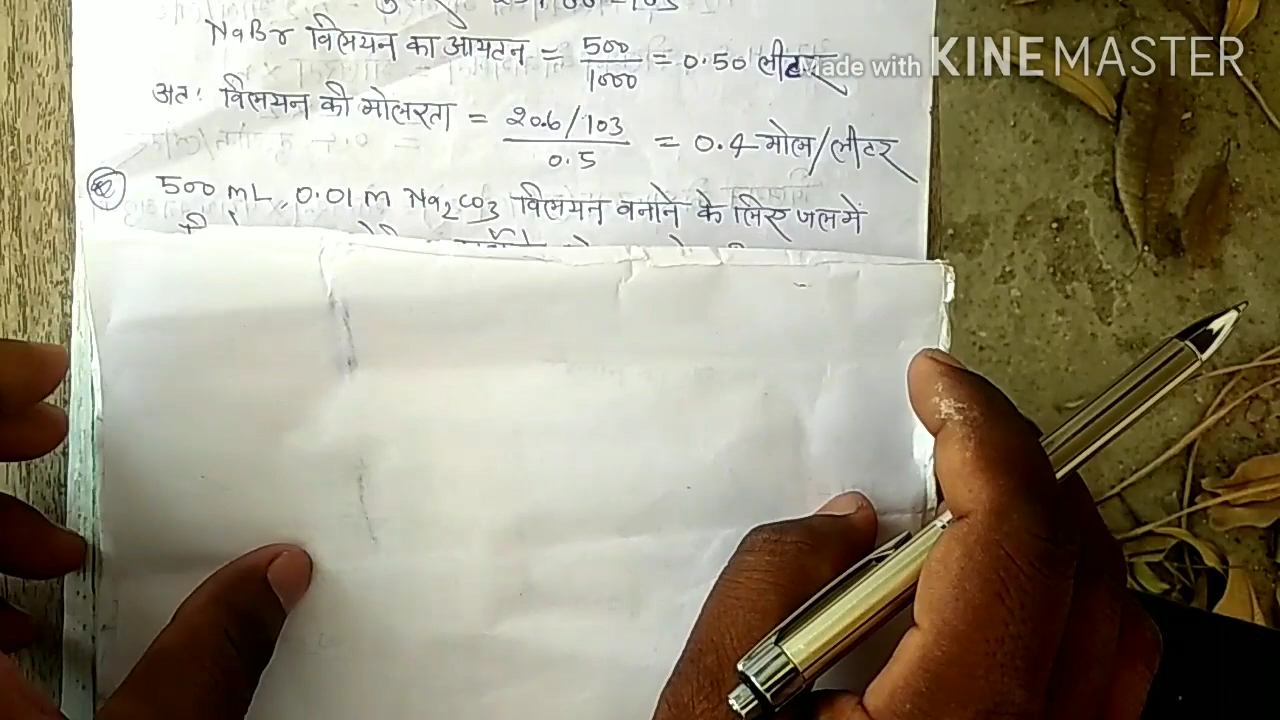 NaBr विलयन का आयतन = 500/1000 = 0.50 लीटर
Made with KINEMASTER
अतः विलयन की मोलरता = 20.6/103 / 0.5 = 0.4 मोल/लीटर
500 mL, 0.01 m Na2CO3 विलयन बनाने के लिए जल में